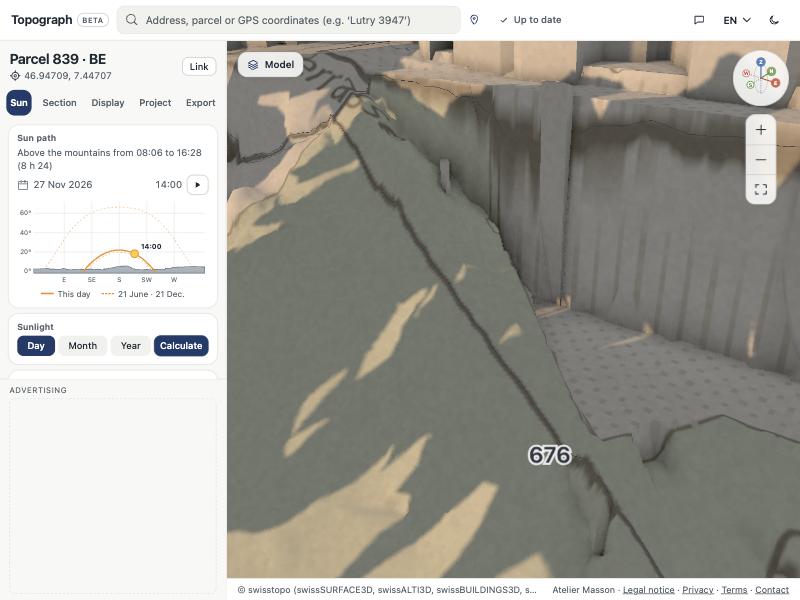 Topograph BETA
Address, parcel or GPS coordinates (e.g. 'Lutry 3947')
Up to date
EN
Parcel 839 · BE
46.94709, 7.44707
Link
Sun Section Display Project Export
Sun path
Above the mountains from 08:06 to 16:28
(8 h 24)
27 Nov 2026 14:00
60°
40°
20°
0°
14:00
E SE S SW W
This day 21 June · 21 Dec.
Sunlight
Day Month Year Calculate
ADVERTISING
Model
Z
N
W
E
S
676
© swisstopo (swissSURFACE3D, swissALTI3D, swissBUILDINGS3D, s...
Atelier Masson · Legal notice · Privacy · Terms · Contact